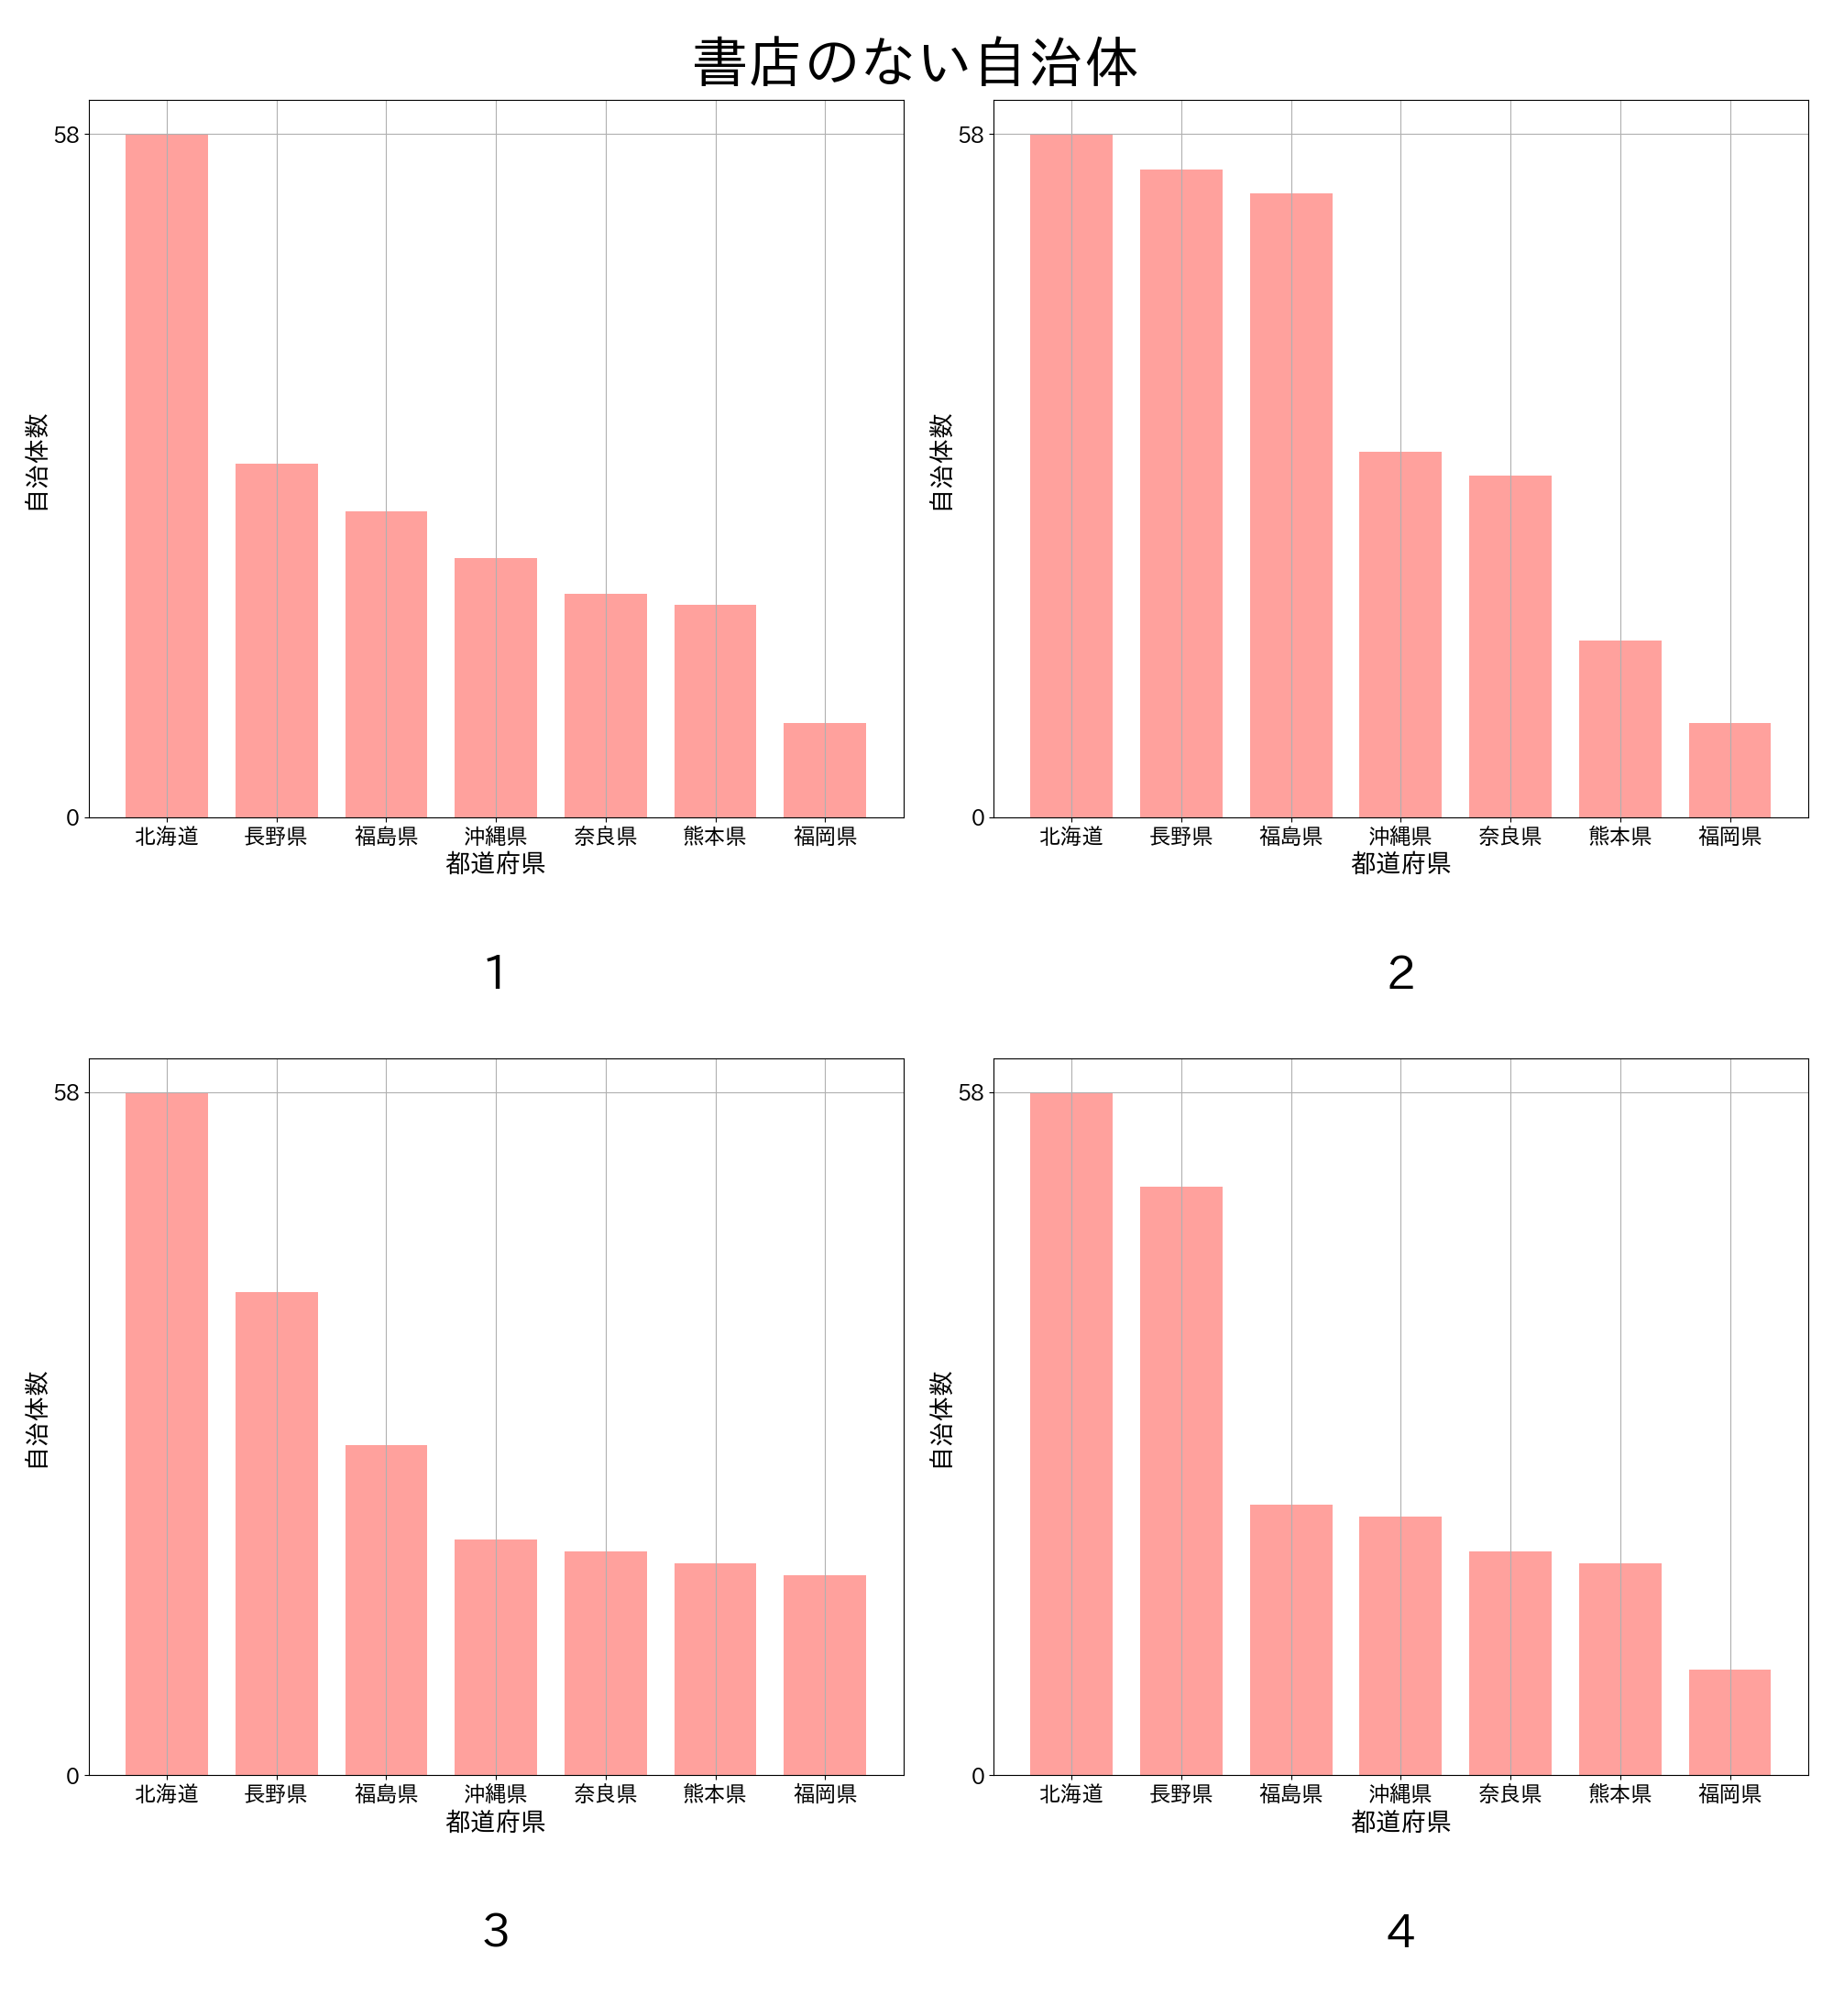 書店のない自治体
58
自治体数
0
北海道 長野県 福島県 沖縄県 奈良県 熊本県 福岡県
都道府県
1
58
自治体数
0
北海道 長野県 福島県 沖縄県 奈良県 熊本県 福岡県
都道府県
2
58
自治体数
0
北海道 長野県 福島県 沖縄県 奈良県 熊本県 福岡県
都道府県
3
58
自治体数
0
北海道 長野県 福島県 沖縄県 奈良県 熊本県 福岡県
都道府県
4